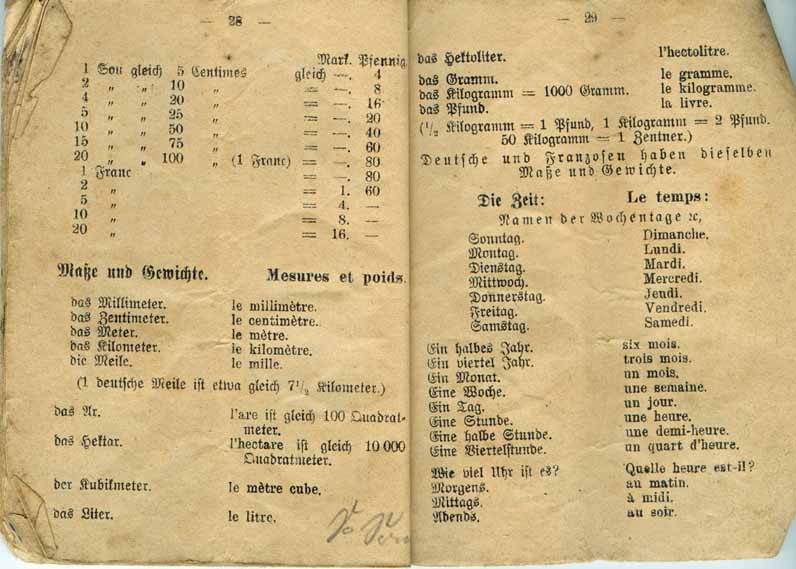 — 28 —
Mark. Pfennig.
1 Sou gleich 5 Centimes gleich —. 4
2 „ „ 10 „ = —. 8
4 „ „ 20 „ = —. 16
5 „ „ 25 „ = —. 20
10 „ „ 50 „ = —. 40
15 „ „ 75 „ = —. 60
20 „ „ 100 „ (1 Franc) = —. 80
1 Franc = —. 80
2 „ = 1. 60
5 „ = 4. —
10 „ = 8. —
20 „ = 16. —
Maße und Gewichte. Mesures et poids.
das Millimeter. le millimètre.
das Zentimeter. le centimètre.
das Meter. le mètre.
das Kilometer. le kilomètre.
die Meile. le mille.
(1 deutsche Meile ist etwa gleich 7 1/2 Kilometer.)
das Ar. l'are ist gleich 100 Quadrat-
meter.
das Hektar. l'hectare ist gleich 10 000
Quadratmeter.
der Kubikmeter. le mètre cube.
das Liter. le litre.
— 29 —
das Hektoliter. l'hectolitre.
das Gramm. le gramme.
das Kilogramm = 1000 Gramm. le kilogramme.
das Pfund. la livre.
(1/2 Kilogramm = 1 Pfund, 1 Kilogramm = 2 Pfund.
50 Kilogramm = 1 Zentner.)
Deutsche und Franzosen haben dieselben
Maße und Gewichte.
Die Zeit: Le temps:
Namen der Wochentage ꝛc,
Sonntag. Dimanche.
Montag. Lundi.
Dienstag. Mardi.
Mittwoch. Mercredi.
Donnerstag. Jeudi.
Freitag. Vendredi.
Samstag. Samedi.
Ein halbes Jahr. six mois.
Ein viertel Jahr. trois mois.
Ein Monat. un mois.
Eine Woche. une semaine.
Ein Tag. un jour.
Eine Stunde. une heure.
Eine halbe Stunde. une demi-heure.
Eine Viertelstunde. un quart d'heure.
Wie viel Uhr ist es? Quelle heure est-il?
Morgens. au matin.
Mittags. à midi.
Abends. au soir.